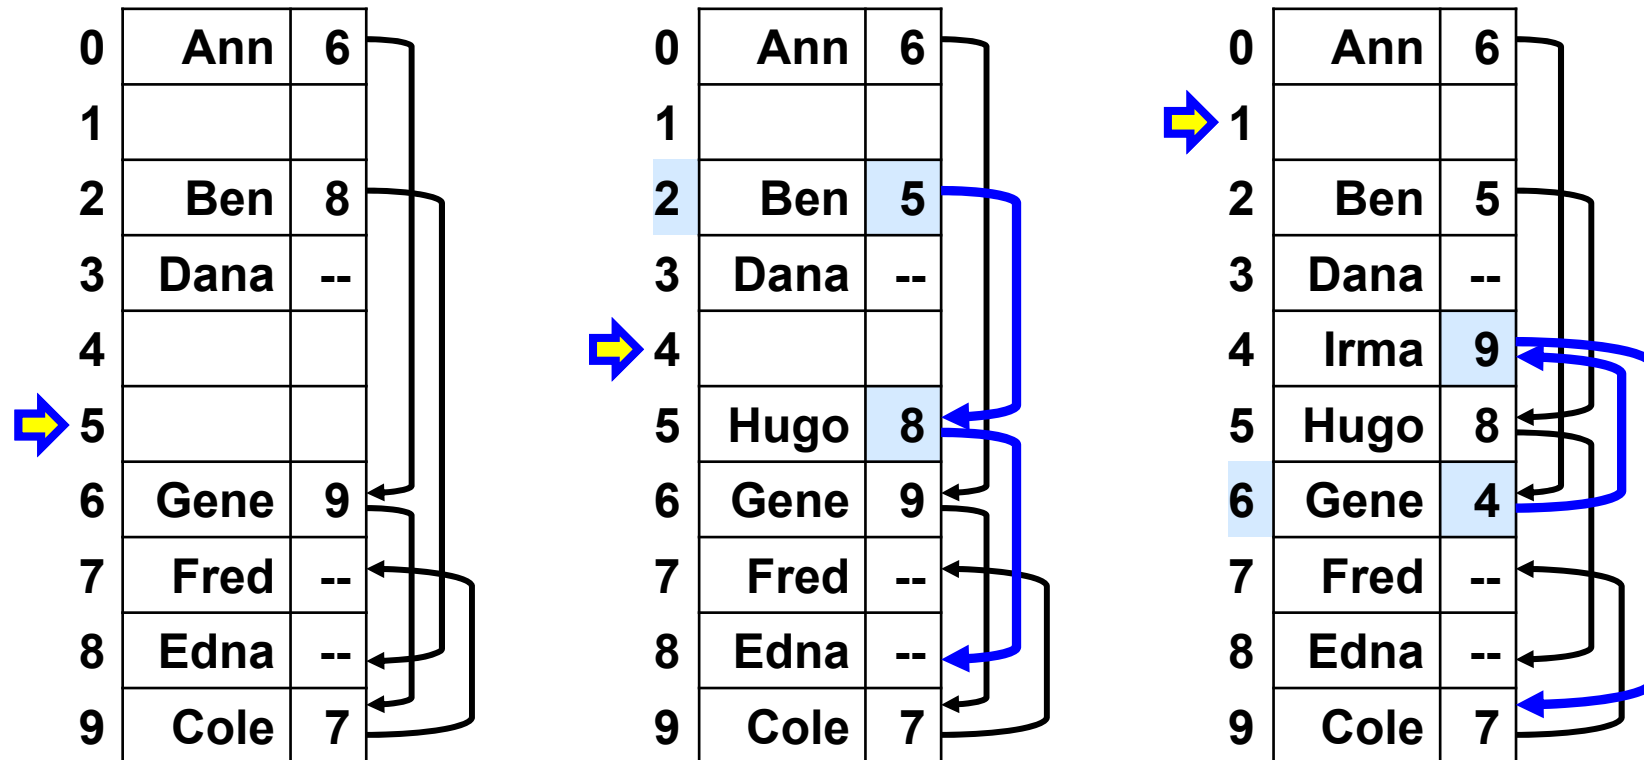 0 Ann 6
1
2 Ben 8
3 Dana --
4
5
6 Gene 9
7 Fred --
8 Edna --
9 Cole 7
0 Ann 6
1
2 Ben 5
3 Dana --
4
5 Hugo 8
6 Gene 9
7 Fred --
8 Edna --
9 Cole 7
0 Ann 6
1
2 Ben 5
3 Dana --
4 Irma 9
5 Hugo 8
6 Gene 4
7 Fred --
8 Edna --
9 Cole 7